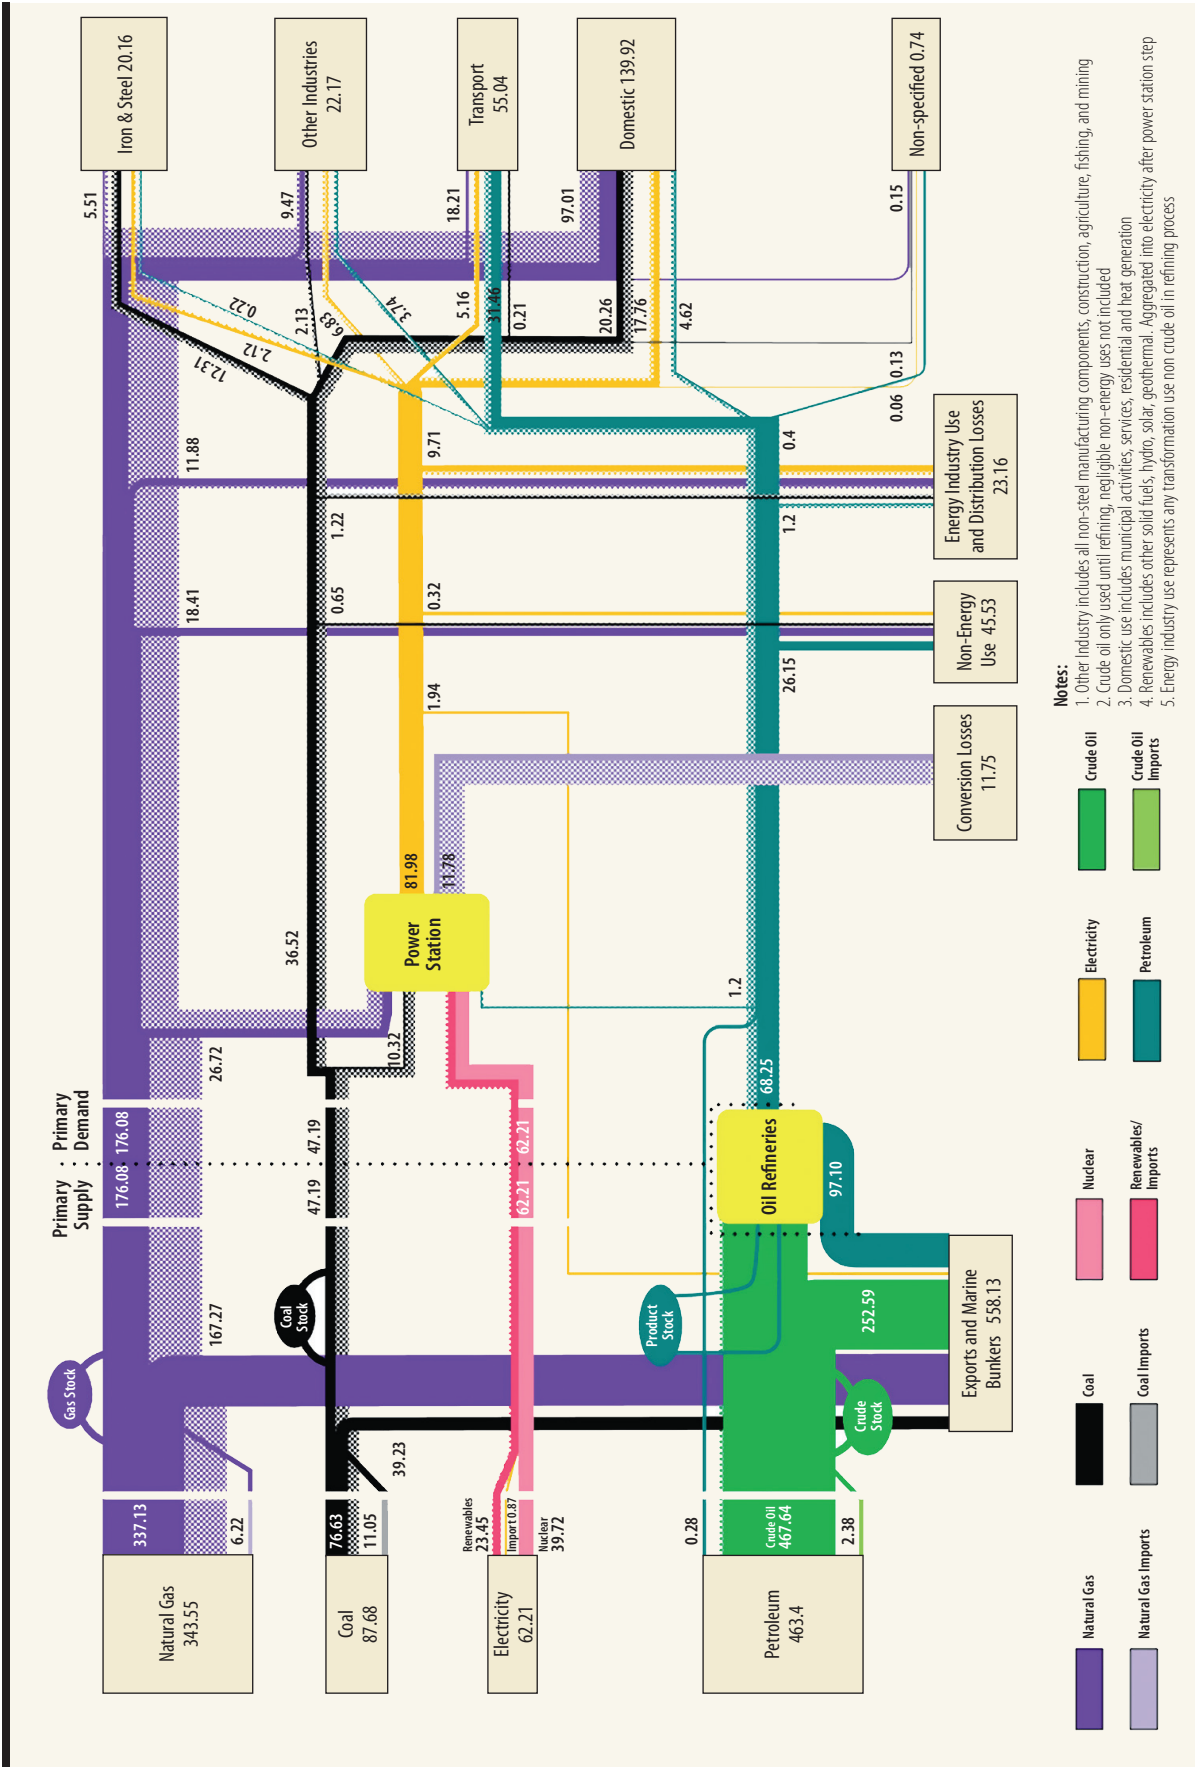 Natural Gas
343.55
Coal
87.68
Electricity
62.21
Petroleum
463.4
337.13
6.22
76.63
11.05
Renewables
23.45
Import 0.87
Nuclear
39.72
0.28
Crude Oil
467.64
2.38
Gas Stock
Coal
Stock
Product
Stock
Crude
Stock
39.23
167.27
252.59
97.10
Exports and Marine
Bunkers 558.13
Primary
Supply
Primary
Demand
176.08
176.08
47.19
47.19
62.21
62.21
Oil Refineries
68.25
26.72
10.32
1.2
36.52
Power
Station
81.98
11.78
Conversion Losses
11.75
1.94
18.41
0.65
0.32
26.15
Non-Energy
Use 45.53
11.88
1.22
9.71
1.2
0.4
Energy Industry Use
and Distribution Losses
23.16
12.31
2.12
0.22
2.13
6.83
3.74
5.16
31.46
0.21
20.26
17.76
4.62
0.06
0.13
0.15
5.51
9.47
18.21
97.01
Iron & Steel 20.16
Other Industries
22.17
Transport
55.04
Domestic 139.92
Non-specified 0.74
Natural Gas
Natural Gas Imports
Coal
Coal Imports
Nuclear
Renewables/
Imports
Electricity
Petroleum
Crude Oil
Crude Oil
Imports
Notes:
1. Other Industry includes all non-steel manufacturing components, construction, agriculture, fishing, and mining
2. Crude oil only used until refining, negligible non-energy uses not included
3. Domestic use includes municipal activities, services, residential and heat generation
4. Renewables includes other solid fuels, hydro, solar, geothermal. Aggregated into electricity after power station step
5. Energy industry use represents any transformation use non crude oil in refining process